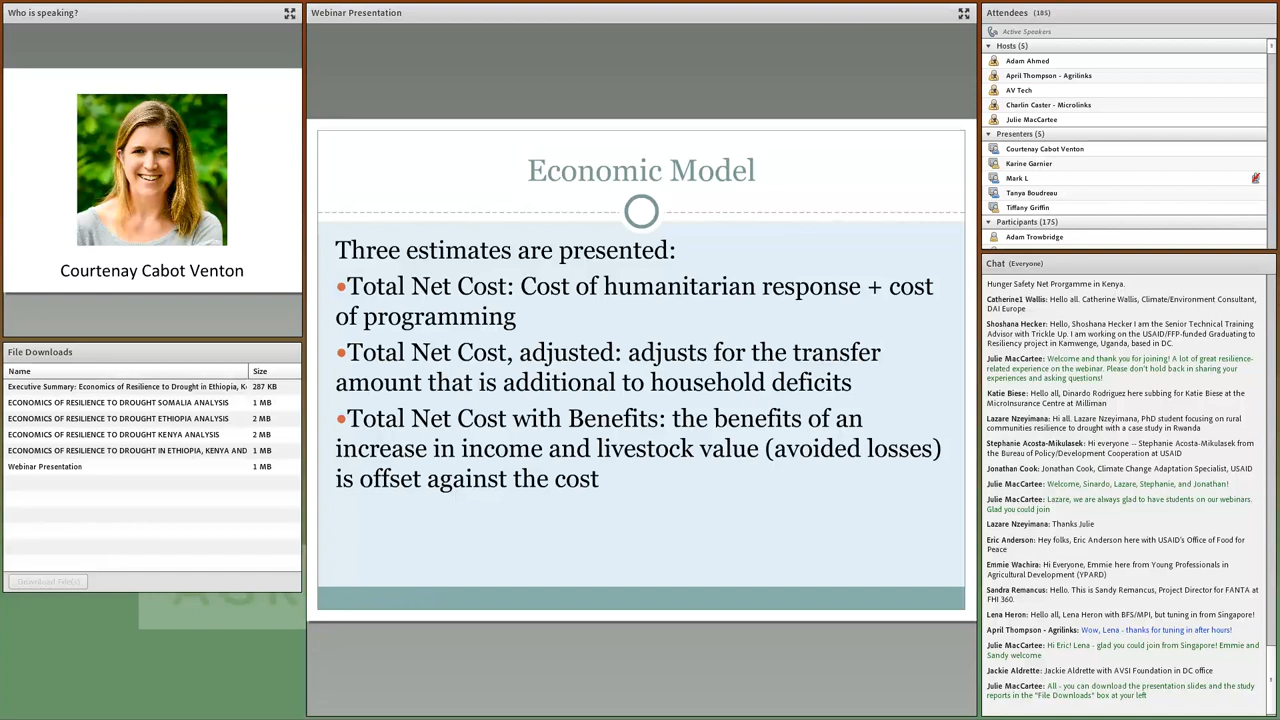 Who is speaking?
Courtenay Cabot Venton
File Downloads
Name Size
Executive Summary: Economics of Resilience to Drought in Ethiopia, Ke 287 KB
ECONOMICS OF RESILIENCE TO DROUGHT SOMALIA ANALYSIS 1 MB
ECONOMICS OF RESILIENCE TO DROUGHT ETHIOPIA ANALYSIS 2 MB
ECONOMICS OF RESILIENCE TO DROUGHT KENYA ANALYSIS 2 MB
ECONOMICS OF RESILIENCE TO DROUGHT IN ETHIOPIA, KENYA AND 1 MB
Webinar Presentation 1 MB
Download File(s)
Webinar Presentation
Economic Model
Three estimates are presented:
•Total Net Cost: Cost of humanitarian response + cost
of programming
•Total Net Cost, adjusted: adjusts for the transfer
amount that is additional to household deficits
•Total Net Cost with Benefits: the benefits of an
increase in income and livestock value (avoided losses)
is offset against the cost
Attendees (185)
Active Speakers
Hosts (5)
Adam Ahmed
April Thompson - Agrilinks
AV Tech
Charlin Caster - Microlinks
Julie MacCartee
Presenters (5)
Courtenay Cabot Venton
Karine Garnier
Mark L
Tanya Boudreau
Tiffany Griffin
Participants (175)
Adam Trowbridge
Chat (Everyone)
Hunger Safety Net Prorgamme in Kenya.
Catherine1 Wallis: Hello all. Catherine Wallis, Climate/Environment Consultant,
DAI Europe
Shoshana Hecker: Hello, Shoshana Hecker I am the Senior Technical Training
Advisor with Trickle Up. I am working on the USAID/FFP-funded Graduating to
Resiliency project in Kamwenge, Uganda, based in DC.
Julie MacCartee: Welcome and thank you for joining! A lot of great resilience-
related experience on the webinar. Please don't hold back in sharing your
experiences and asking questions!
Katie Biese: Hello all, Dinardo Rodriguez here subbing for Katie Biese at the
MicroInsurance Centre at Milliman
Lazare Nzeyimana: Hi all. Lazare Nzeyimana, PhD student focusing on rural
communities resilience to drought with a case study in Rwanda
Stephanie Acosta-Mikulasek: Hi everyone -- Stephanie Acosta-Mikulasek from
the Bureau of Policy/Development Cooperation at USAID
Jonathan Cook: Jonathan Cook, Climate Change Adaptation Specialist, USAID
Julie MacCartee: Welcome, Sinardo, Lazare, Stephanie, and Jonathan!
Julie MacCartee: Lazare, we are always glad to have students on our webinars.
Glad you could join
Lazare Nzeyimana: Thanks Julie
Eric Anderson: Hey folks, Eric Anderson here with USAID's Office of Food for
Peace
Emmie Wachira: Hi Everyone, Emmie here from Young Professionals in
Agricultural Development (YPARD)
Sandra Remancus: Hello. This is Sandy Remancus, Project Director for FANTA at
FHI 360.
Lena Heron: Hello all, Lena Heron with BFS/MPI, but tuning in from Singapore!
April Thompson - Agrilinks: Wow, Lena - thanks for tuning in after hours!
Julie MacCartee: Hi Eric! Lena - glad you could join from Singapore! Emmie and
Sandy welcome
Jackie Aldrette: Jackie Aldrette with AVSI Foundation in DC office
Julie MacCartee: All - you can download the presentation slides and the study
reports in the "File Downloads" box at your left